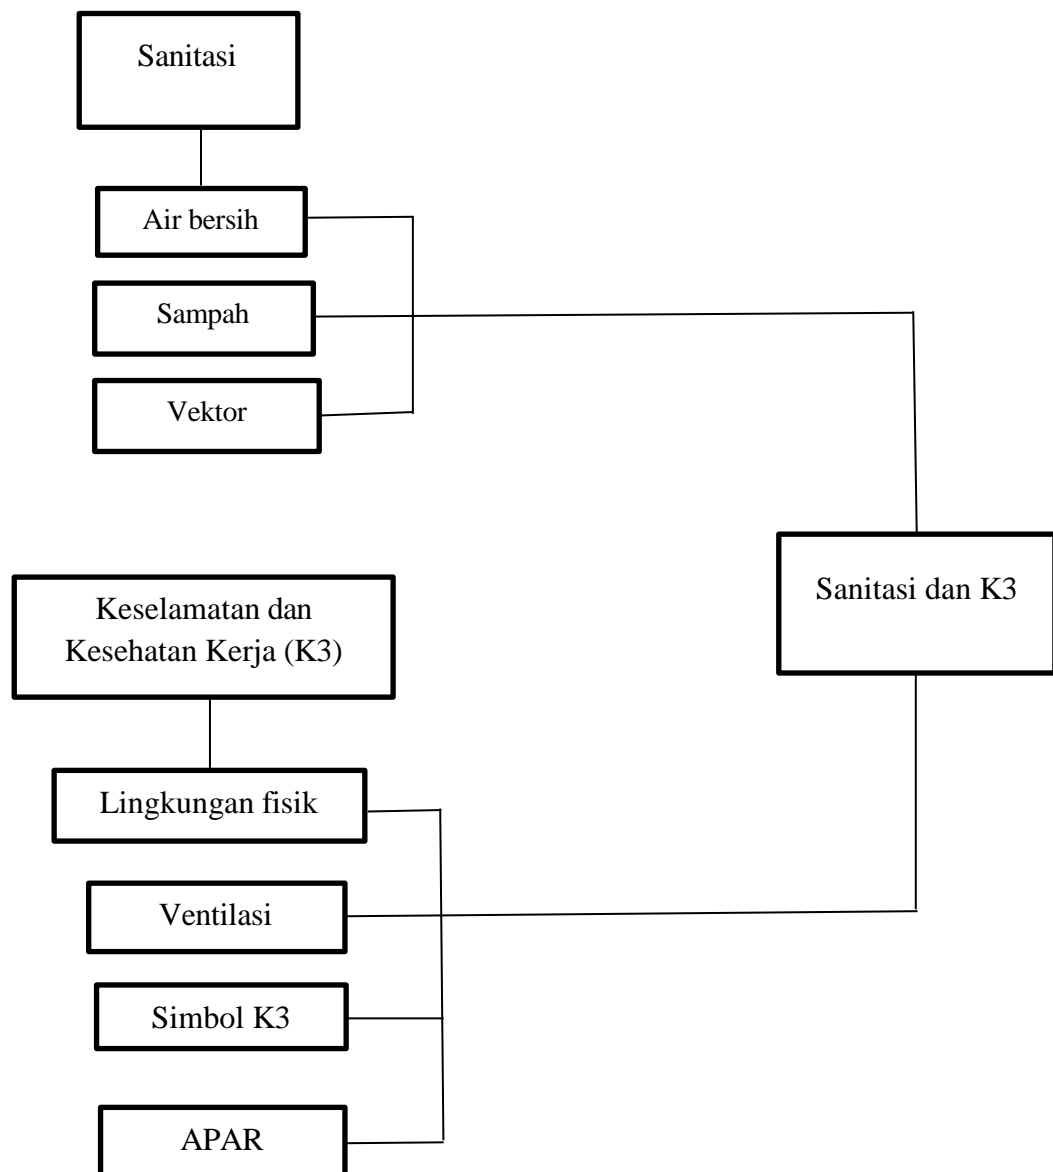 Sanitasi
Air bersih
Sampah
Vektor
Sanitasi dan K3
Keselamatan dan
Kesehatan Kerja (K3)
Lingkungan fisik
Ventilasi
Simbol K3
APAR